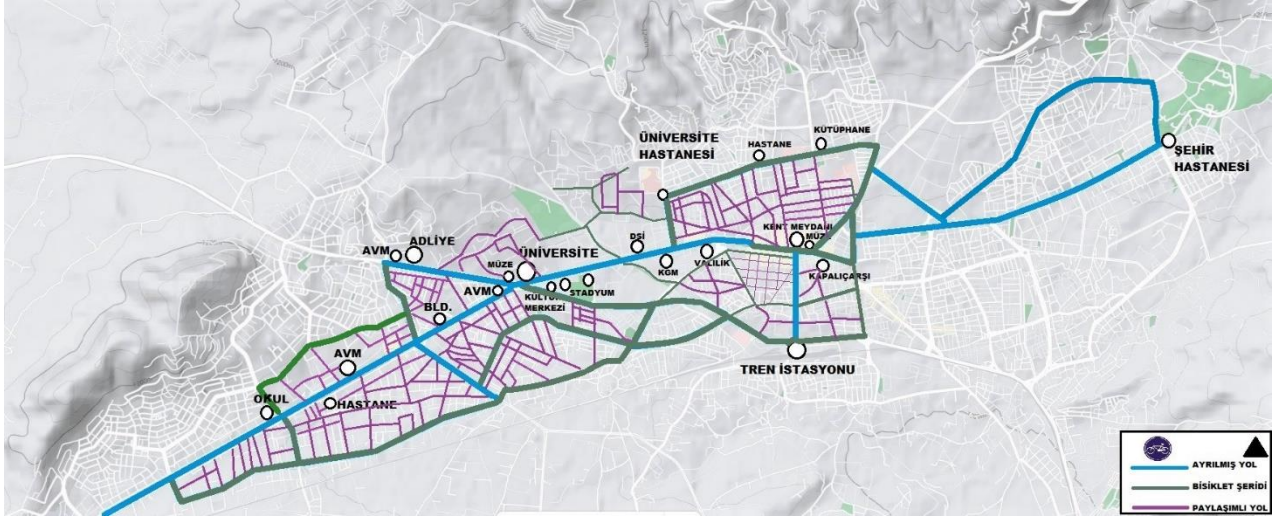 KÜTÜPHANE
ÜNİVERSİTE
HASTANESİ
HASTANE
ŞEHİR
HASTANESİ
KENT MEYDANI
MÜZE
DSİ
ADLİYE
AVM
ÜNİVERSİTE
VALİLİK
KGM
MÜZE
KAPALIÇARŞI
AVM
KÜLTÜR
MERKEZİ
STADYUM
BLD.
AVM
TREN İSTASYONU
OKUL
HASTANE
AYRILMIŞ YOL
BİSİKLET ŞERİDİ
PAYLAŞIMLI YOL